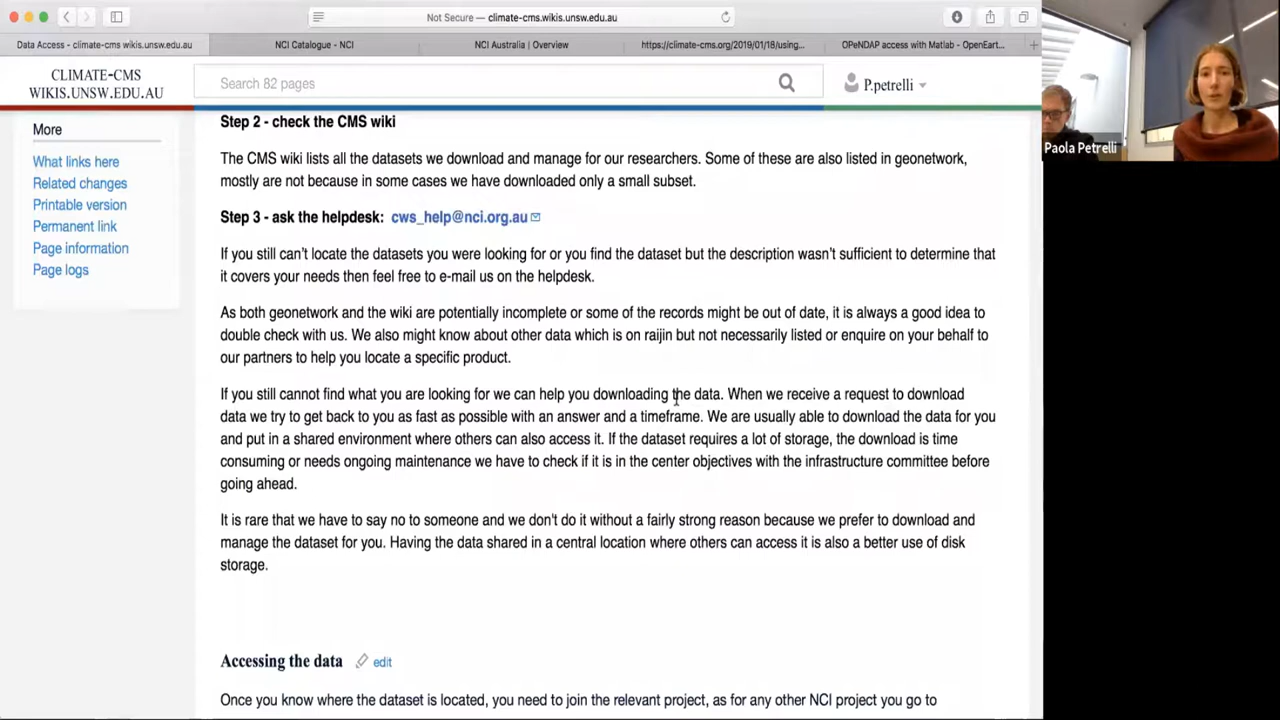 Not Secure — climate-cms.wikis.unsw.edu.au
Data Access - climate-cms wikis.unsw.edu.au
NCI Catalogue - NCI
NCI Australia | Overview
https://climate-cms.org/2019/01/18/using...
OPeNDAP access with Matlab - OpenEart...
CLIMATE-CMS
WIKIS.UNSW.EDU.AU
Search 82 pages
P.petrelli
Paola Petrelli
More
What links here
Related changes
Printable version
Permanent link
Page information
Page logs
Step 2 - check the CMS wiki
The CMS wiki lists all the datasets we download and manage for our researchers. Some of these are also listed in geonetwork,
mostly are not because in some cases we have downloaded only a small subset.
Step 3 - ask the helpdesk: cws_help@nci.org.au
If you still can't locate the datasets you were looking for or you find the dataset but the description wasn't sufficient to determine that
it covers your needs then feel free to e-mail us on the helpdesk.
As both geonetwork and the wiki are potentially incomplete or some of the records might be out of date, it is always a good idea to
double check with us. We also might know about other data which is on raijin but not necessarily listed or enquire on your behalf to
our partners to help you locate a specific product.
If you still cannot find what you are looking for we can help you downloading the data. When we receive a request to download
data we try to get back to you as fast as possible with an answer and a timeframe. We are usually able to download the data for you
and put in a shared environment where others can also access it. If the dataset requires a lot of storage, the download is time
consuming or needs ongoing maintenance we have to check if it is in the center objectives with the infrastructure committee before
going ahead.
It is rare that we have to say no to someone and we don't do it without a fairly strong reason because we prefer to download and
manage the dataset for you. Having the data shared in a central location where others can access it is also a better use of disk
storage.
Accessing the data edit
Once you know where the dataset is located, you need to join the relevant project, as for any other NCI project you go to